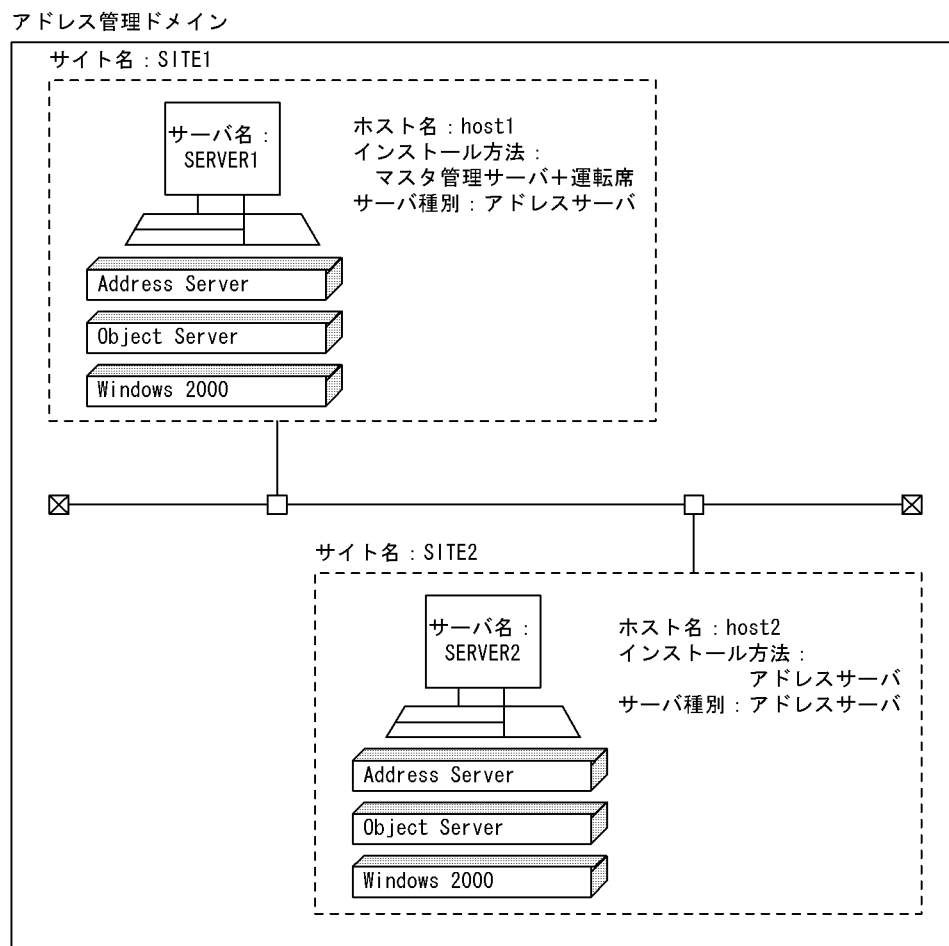 アドレス管理ドメイン
サイト名：SITE1
サーバ名：
SERVER1
ホスト名：host1
インストール方法：
マスタ管理サーバ＋運転席
サーバ種別：アドレスサーバ
Address Server
Object Server
Windows 2000
サイト名：SITE2
サーバ名：
SERVER2
ホスト名：host2
インストール方法：
アドレスサーバ
サーバ種別：アドレスサーバ
Address Server
Object Server
Windows 2000